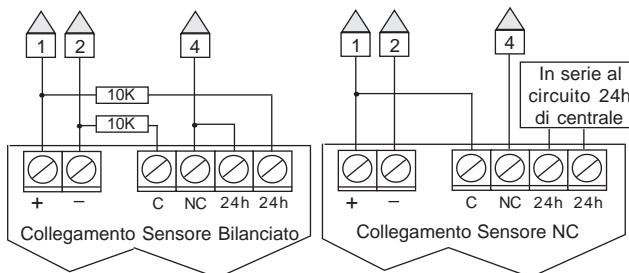 1 2 4
10K
10K
+ − C NC 24h 24h
Collegamento Sensore Bilanciato
1 2 4
In serie al
circuito 24h
di centrale
+ − C NC 24h 24h
Collegamento Sensore NC